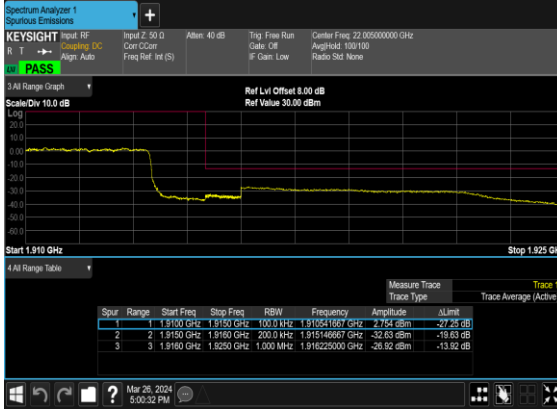 Spectrum Analyzer 1
Spurious Emissions
KEYSIGHT Input: RF Input Z: 50 Ω Atten: 40 dB Trig: Free Run Center Freq: 22.005000000 GHz
R T Coupling: DC Corr CCorr Gate: Off Avg|Hold: 100/100
Align: Auto Freq Ref: Int (S) IF Gain: Low Radio Std: None
PASS
3 All Range Graph
Ref Lvl Offset 8.00 dB
Scale/Div 10.0 dB Ref Value 30.00 dBm
Log
20.0
10.0
0.00
-10.0
-20.0
-30.0
-40.0
-50.0
-60.0
Start 1.910 GHz Stop 1.925 GH
4 All Range Table
Measure Trace Trace 1
Trace Type Trace Average (Active
Spur Range Start Freq Stop Freq RBW Frequency Amplitude ΔLimit
1 1 1.9100 GHz 1.9150 GHz 100.0 kHz 1.910541667 GHz 2.754 dBm -27.25 dB
2 2 1.9150 GHz 1.9160 GHz 200.0 kHz 1.915146667 GHz -32.63 dBm -19.63 dB
3 3 1.9160 GHz 1.9250 GHz 1.000 MHz 1.916225000 GHz -26.92 dBm -13.92 dB
? Mar 26, 2024
5:00:32 PM